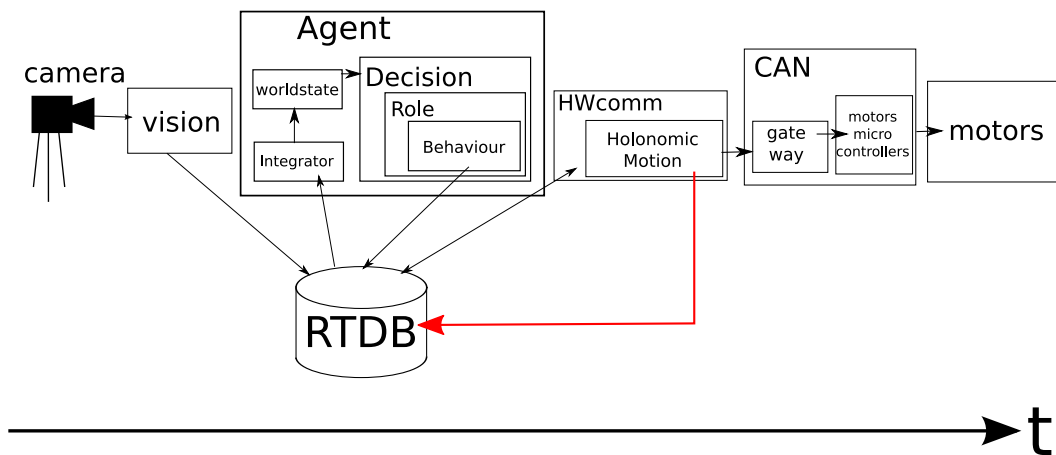 Agent
camera
vision
worldstate
Integrator
Decision
Role
Behaviour
HWcomm
Holonomic
Motion
CAN
gate
way
motors
micro
controllers
motors
RTDB
t